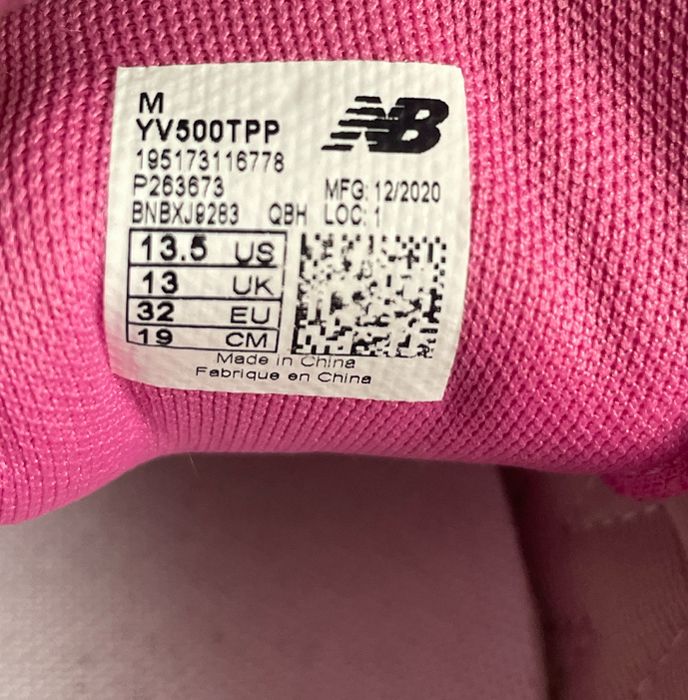 M
YV500TPP
NB
195173116778
P263673
MFG: 12/2020
BNBXJ9283 QBH LOC: 1
13.5 US
13 UK
32 EU
19 CM
Made in China
Fabrique en China